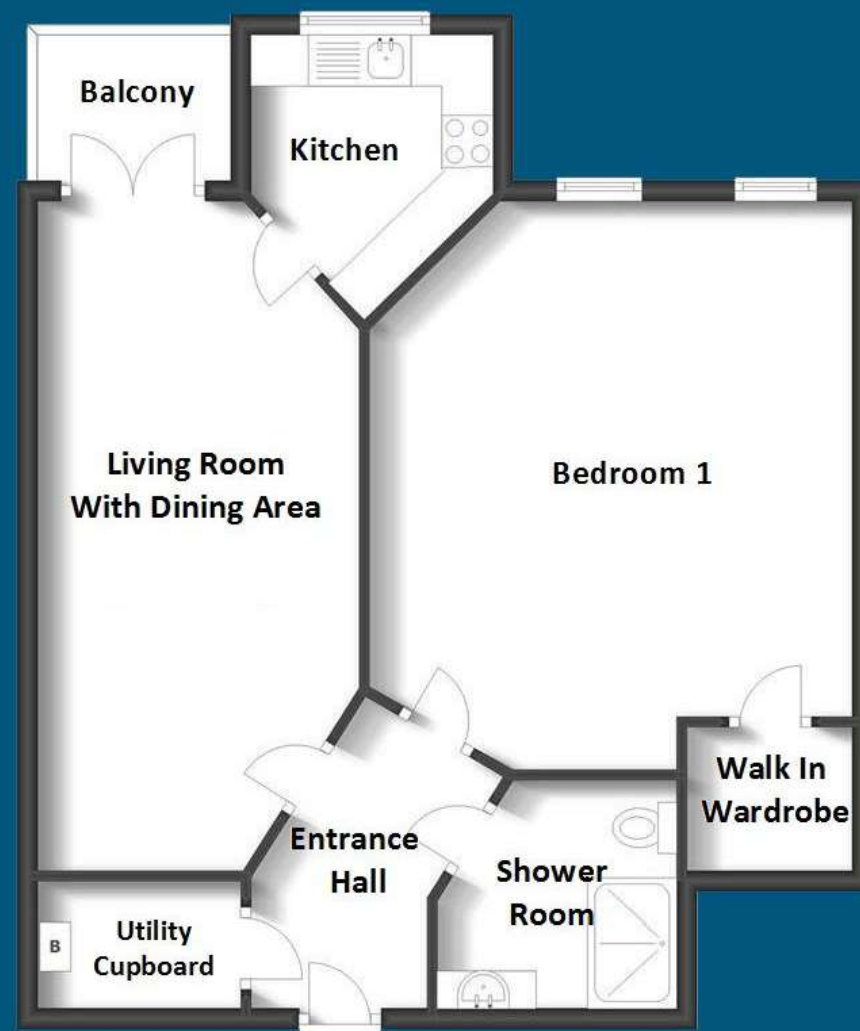 Balcony
Kitchen
Living Room
With Dining Area
Bedroom 1
Walk In
Wardrobe
Entrance
Hall
Shower
Room
Utility
Cupboard
B